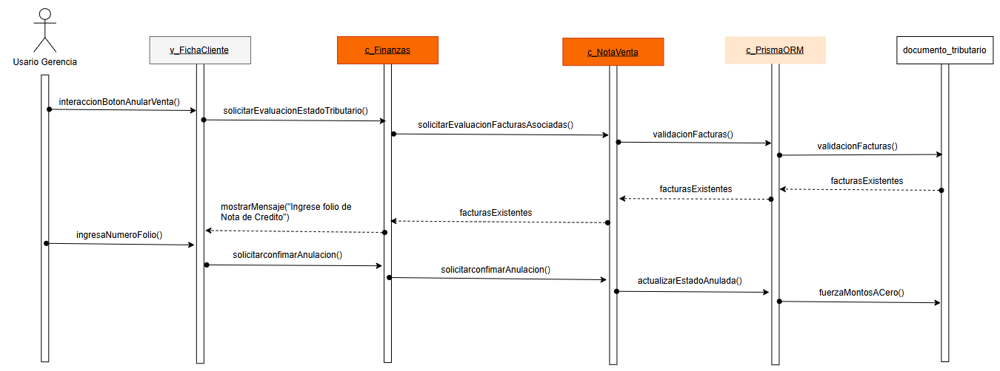 Usario Gerencia
v_FichaCliente
c_Finanzas
c_NotaVenta
c_PrismaORM
documento_tributario
interaccionBotonAnularVenta()
solicitarEvaluacionEstadoTributario()
solicitarEvaluacionFacturasAsociadas()
validacionFacturas()
validacionFacturas()
facturasExistentes
facturasExistentes
facturasExistentes
mostrarMensaje("Ingrese folio de
Nota de Credito")
ingresaNumeroFolio()
solicitarconfimarAnulacion()
solicitarconfimarAnulacion()
actualizarEstadoAnulada()
fuerzaMontosACero()